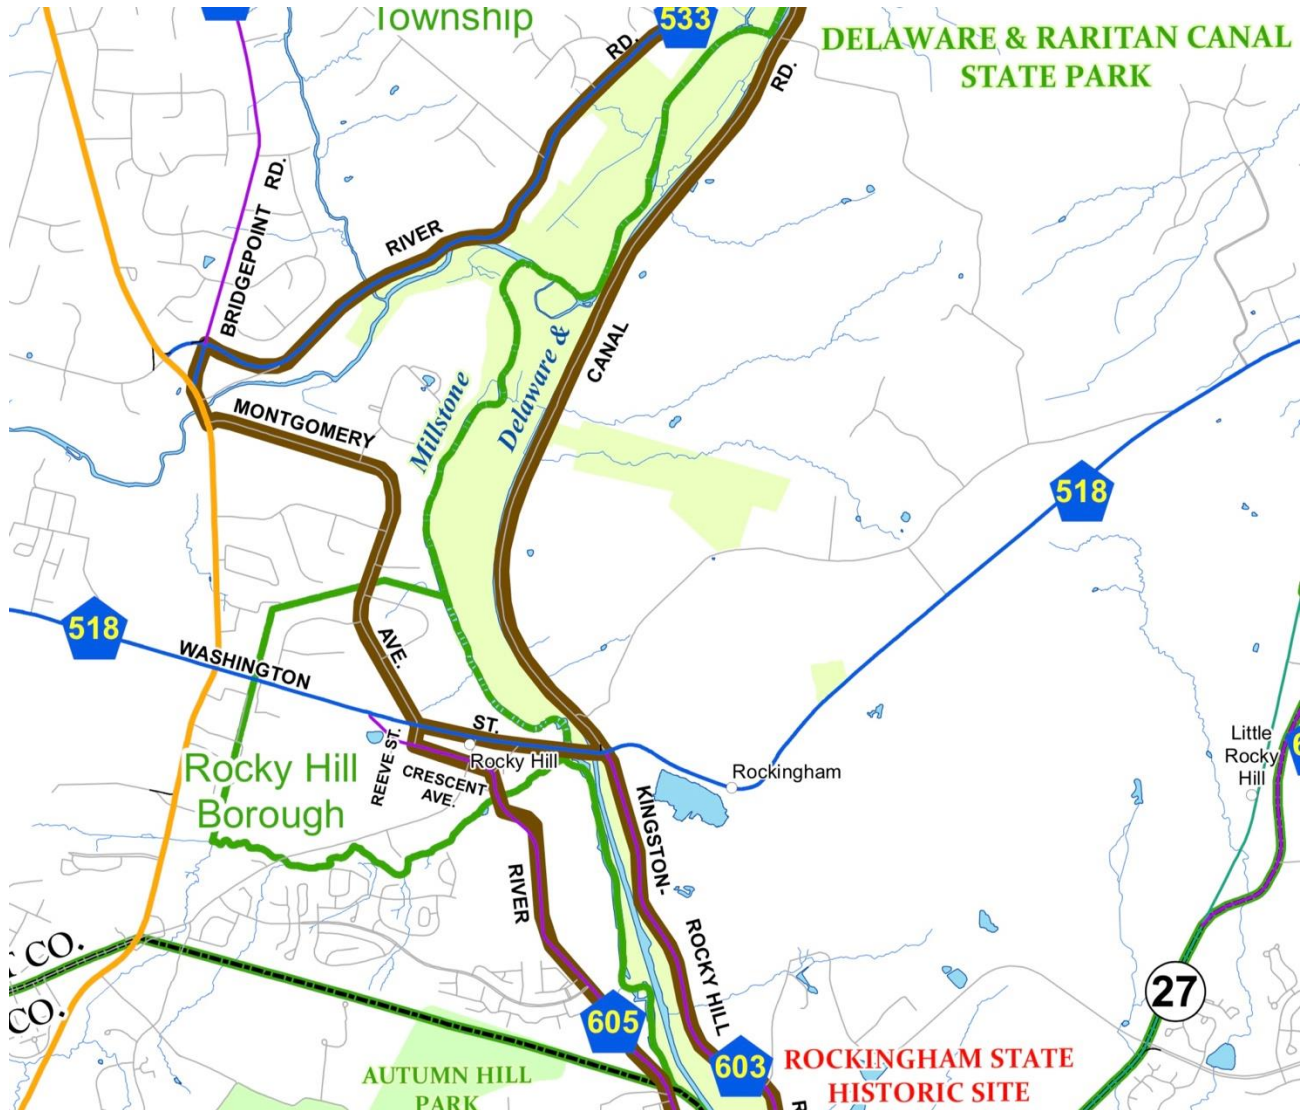 Township
533
RD.
DELAWARE & RARITAN CANAL
STATE PARK
RD.
BRIDGEPOINT RD.
RIVER
CANAL
Delaware &
Millstone
MONTGOMERY
518
518
AVE.
WASHINGTON
ST.
REEVE ST.
Rocky Hill
CRESCENT
AVE.
Rocky Hill
Borough
Rockingham
Little
Rocky
Hill
KINGSTON-
RIVER
ROCKY HILL
CO.
CO.
27
605
603
ROCKINGHAM STATE
HISTORIC SITE
AUTUMN HILL
PARK